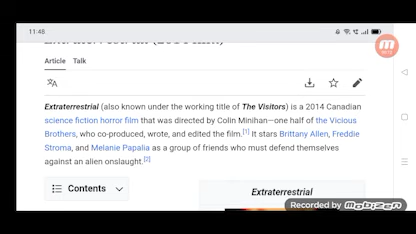 11:48
Article Talk
Extraterrestrial (also known under the working title of The Visitors) is a 2014 Canadian
science fiction horror film that was directed by Colin Minihan—one half of the Vicious
Brothers, who co-produced, wrote, and edited the film.[1] It stars Brittany Allen, Freddie
Stroma, and Melanie Papalia as a group of friends who must defend themselves
against an alien onslaught.[2]
Contents
Extraterrestrial
Recorded by
MOBIZEN